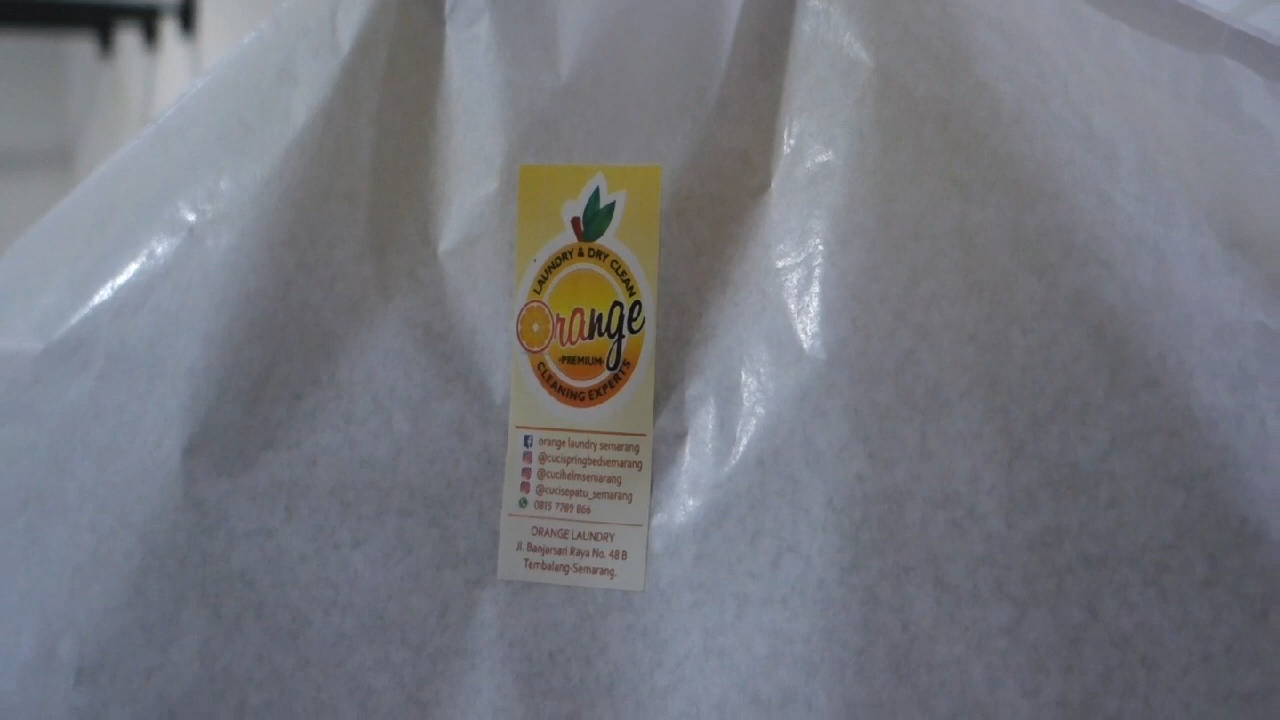 LAUNDRY & DRY CLEAN
Orange
•PREMIUM•
CLEANING EXPERTS
orange laundry semarang
@cucispringbedsemarang
@cucihelmsemarang
@cucisepatu_semarang
0815 7789 866
ORANGE LAUNDRY
Jl. Banjarsari Raya No. 48 B
Tembalang-Semarang.